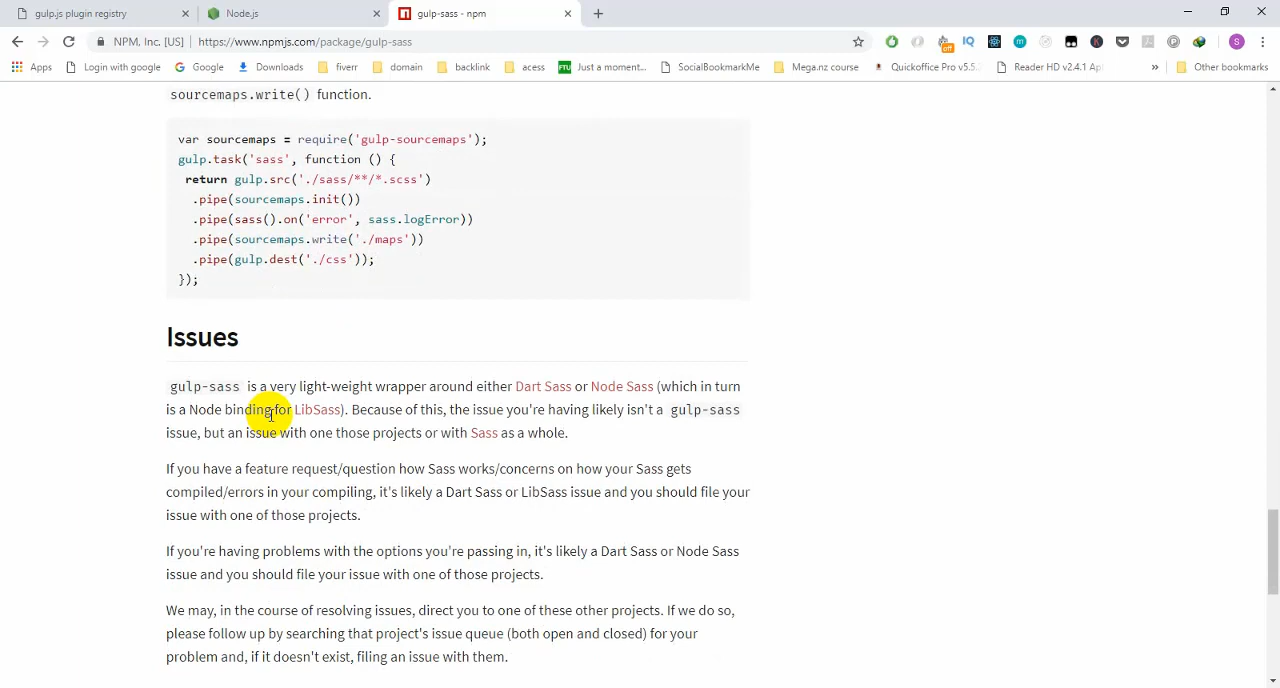 gulp.js plugin registry
Node.js
gulp-sass - npm
NPM, Inc. [US] https://www.npmjs.com/package/gulp-sass
Apps Login with google Google Downloads fiverr domain backlink acess Just a moment... SocialBookmarkMe Mega.nz course Quickoffice Pro v5.5. Reader HD v2.4.1 Ap » Other bookmarks
sourcemaps.write() function.
var sourcemaps = require('gulp-sourcemaps');
gulp.task('sass', function () {
return gulp.src('./sass/**/*.scss')
.pipe(sourcemaps.init())
.pipe(sass().on('error', sass.logError))
.pipe(sourcemaps.write('./maps'))
.pipe(gulp.dest('./css'));
});
Issues
gulp-sass is a very light-weight wrapper around either Dart Sass or Node Sass (which in turn
is a Node binding for LibSass). Because of this, the issue you're having likely isn't a gulp-sass
issue, but an issue with one those projects or with Sass as a whole.
If you have a feature request/question how Sass works/concerns on how your Sass gets
compiled/errors in your compiling, it's likely a Dart Sass or LibSass issue and you should file your
issue with one of those projects.
If you're having problems with the options you're passing in, it's likely a Dart Sass or Node Sass
issue and you should file your issue with one of those projects.
We may, in the course of resolving issues, direct you to one of these other projects. If we do so,
please follow up by searching that project's issue queue (both open and closed) for your
problem and, if it doesn't exist, filing an issue with them.